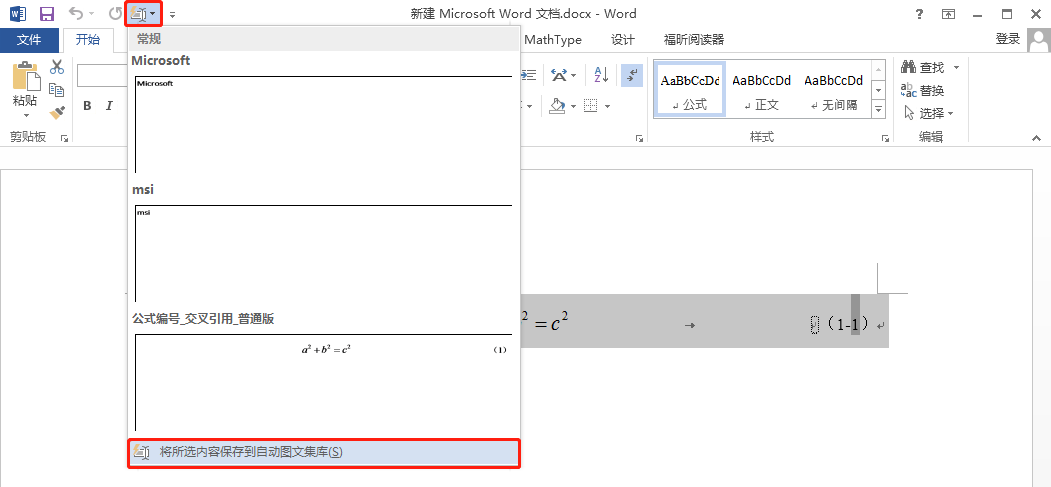 新建 Microsoft Word 文档.docx - Word
?
文件 开始 MathType 设计 福昕阅读器 登录
常规
Microsoft
Microsoft
msi
msi
公式编号_交叉引用_普通版
a² + b² = c² (1)
将所选内容保存到自动图文集库(S)
粘贴
B I
剪贴板
AaBbCcDd AaBbCcDd AaBbCcDd
↵ 公式 ↵ 正文 ↵ 无间隔
样式
查找
替换
选择
编辑
² = c² → (1-1) ↵